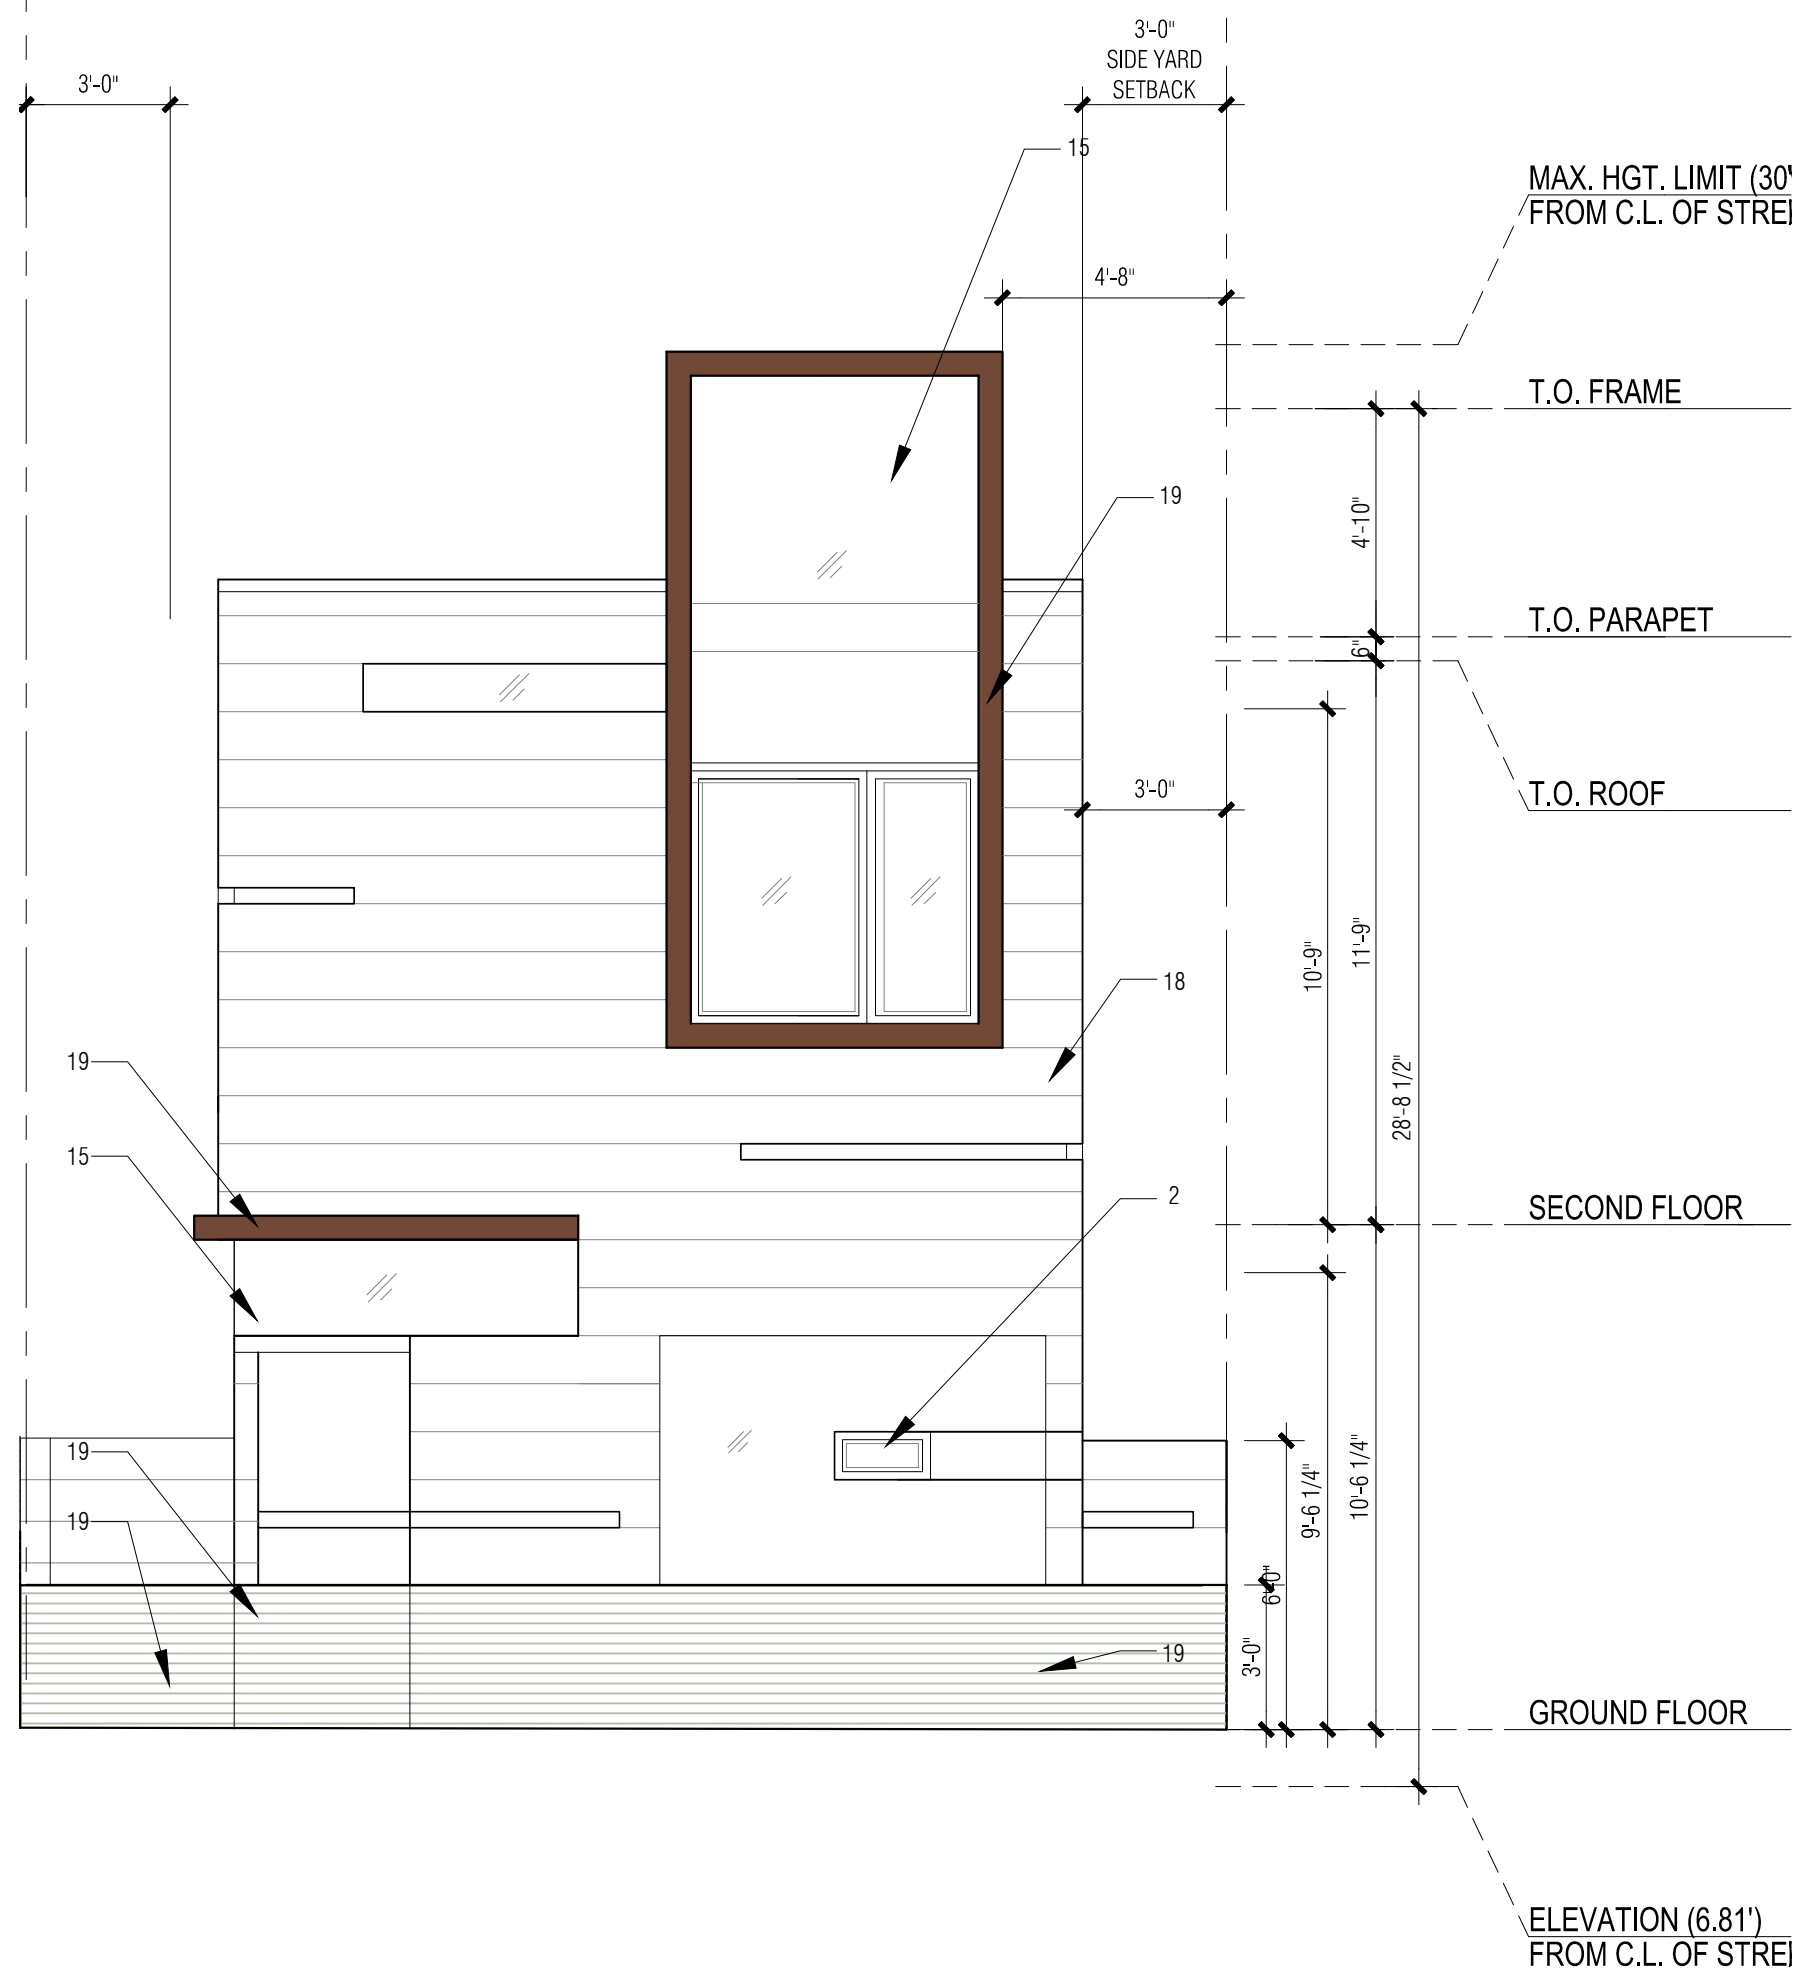 3'-0"
SIDE YARD
SETBACK
3'-0"
15
MAX. HGT. LIMIT (30'
FROM C.L. OF STRE
4'-8"
T.O. FRAME
19
4'-10"
T.O. PARAPET
6"
3'-0"
T.O. ROOF
10'-9"
11'-9"
18
19
28'-8 1/2"
15
2
SECOND FLOOR
19
9'-6 1/4"
10'-6 1/4"
19
6'-0"
3'-0"
19
GROUND FLOOR
ELEVATION (6.81')
FROM C.L. OF STRE